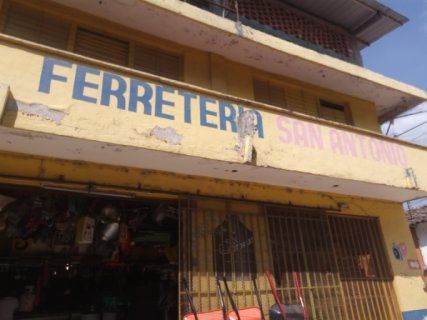 FERRETERIA SAN ANTONIO